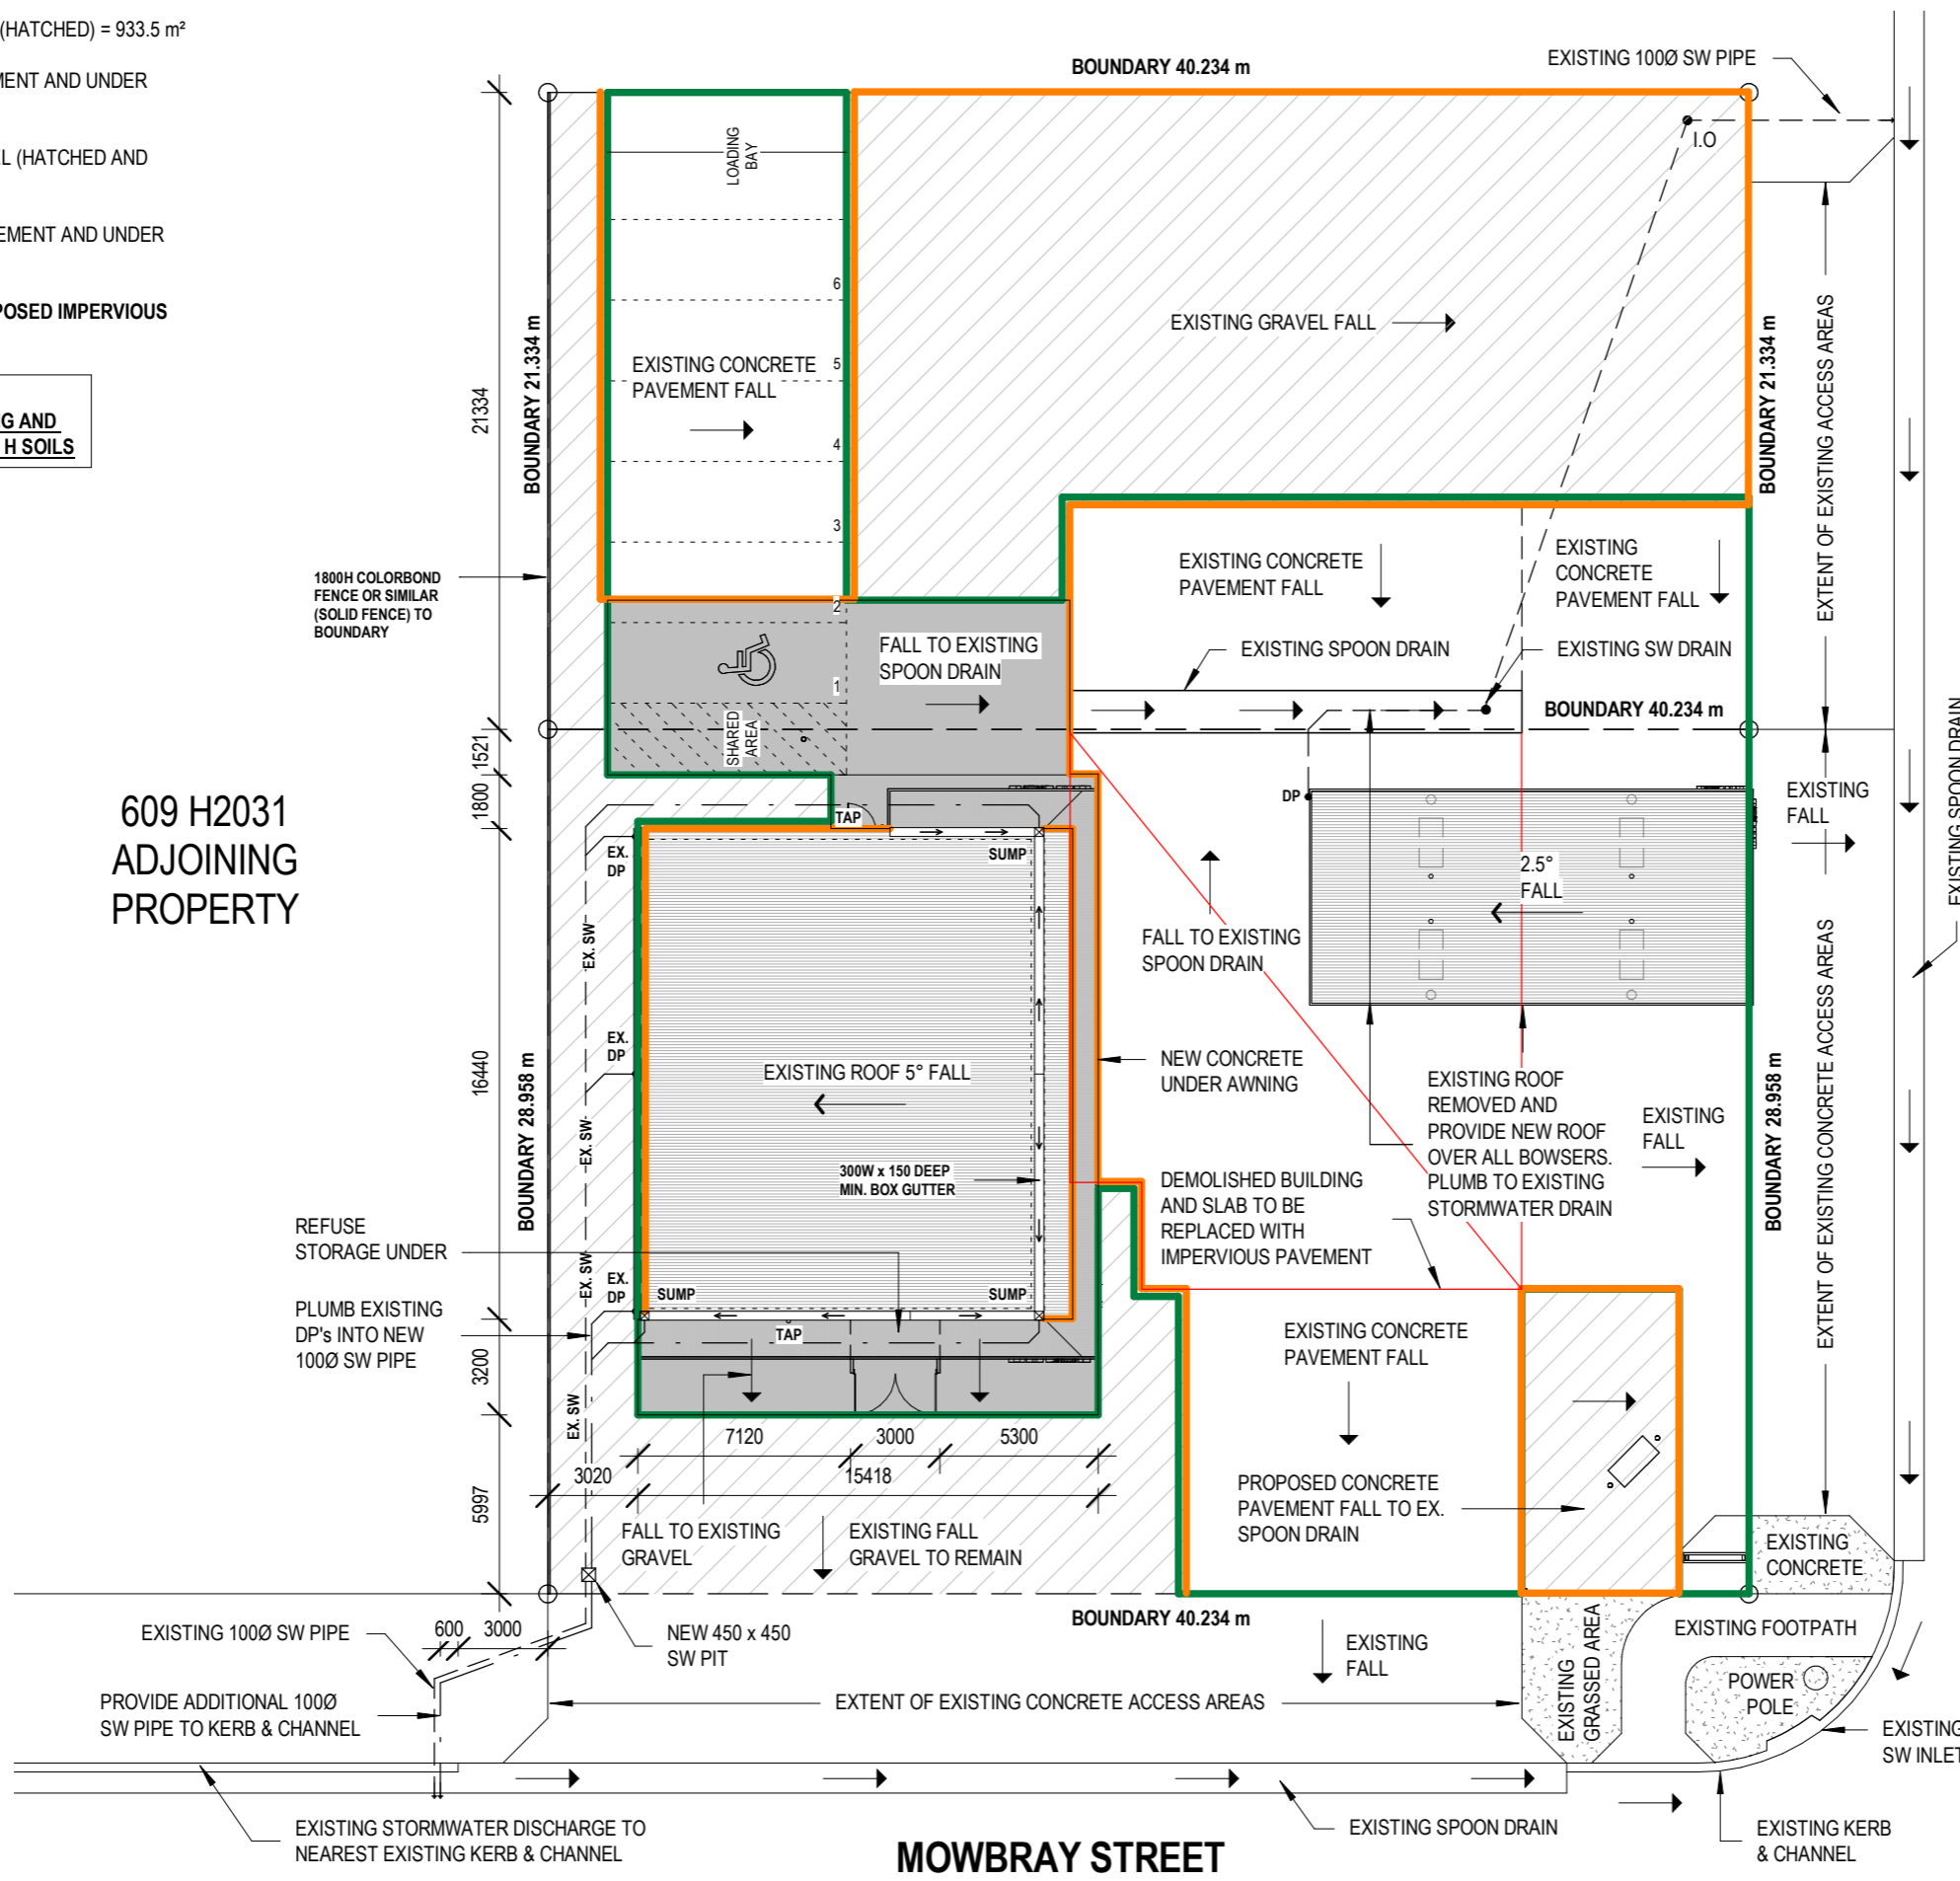 (HATCHED) = 933.5 m²
MENT AND UNDER
EL (HATCHED AND
EMENT AND UNDER
POSED IMPERVIOUS
G AND
H SOILS
BOUNDARY 40.234 m
EXISTING 100Ø SW PIPE
I.O
LOADING
BAY
6
5
4
3
2
1
EXISTING CONCRETE
PAVEMENT FALL
EXISTING GRAVEL FALL
BOUNDARY 21.334 m
21334
BOUNDARY 21.334 m
EXTENT OF EXISTING ACCESS AREAS
1800H COLORBOND
FENCE OR SIMILAR
(SOLID FENCE) TO
BOUNDARY
EXISTING CONCRETE
PAVEMENT FALL
EXISTING
CONCRETE
PAVEMENT FALL
FALL TO EXISTING
SPOON DRAIN
EXISTING SPOON DRAIN
EXISTING SW DRAIN
SHARED
AREA
9
BOUNDARY 40.234 m
1521
1800
EXISTING SPOON DRAIN
609 H2031
ADJOINING
PROPERTY
TAP
DP
EXISTING
FALL
EX.
DP
SUMP
2.5°
FALL
EX. SW
FALL TO EXISTING
SPOON DRAIN
EX.
DP
EXISTING ROOF 5° FALL
NEW CONCRETE
UNDER AWNING
16440
BOUNDARY 28.958 m
EX. SW
300W x 150 DEEP
MIN. BOX GUTTER
EXISTING ROOF
REMOVED AND
PROVIDE NEW ROOF
OVER ALL BOWSERS.
PLUMB TO EXISTING
STORMWATER DRAIN
EXISTING
FALL
BOUNDARY 28.958 m
EXTENT OF EXISTING CONCRETE ACCESS AREAS
DEMOLISHED BUILDING
AND SLAB TO BE
REPLACED WITH
IMPERVIOUS PAVEMENT
REFUSE
STORAGE UNDER
EX. SW
EX.
DP
SUMP
SUMP
PLUMB EXISTING
DP's INTO NEW
100Ø SW PIPE
TAP
3200
EXISTING CONCRETE
PAVEMENT FALL
EX. SW
7120
3000
5300
3020
15418
5997
PROPOSED CONCRETE
PAVEMENT FALL TO EX.
SPOON DRAIN
FALL TO EXISTING
GRAVEL
EXISTING FALL
GRAVEL TO REMAIN
EXISTING
CONCRETE
BOUNDARY 40.234 m
EXISTING 100Ø SW PIPE
600
3000
NEW 450 x 450
SW PIT
EXISTING
FALL
EXISTING FOOTPATH
EXISTING
GRASSED AREA
POWER
POLE
PROVIDE ADDITIONAL 100Ø
SW PIPE TO KERB & CHANNEL
EXTENT OF EXISTING CONCRETE ACCESS AREAS
EXISTING
SW INLET
EXISTING STORMWATER DISCHARGE TO
NEAREST EXISTING KERB & CHANNEL
EXISTING SPOON DRAIN
EXISTING KERB
& CHANNEL
MOWBRAY STREET